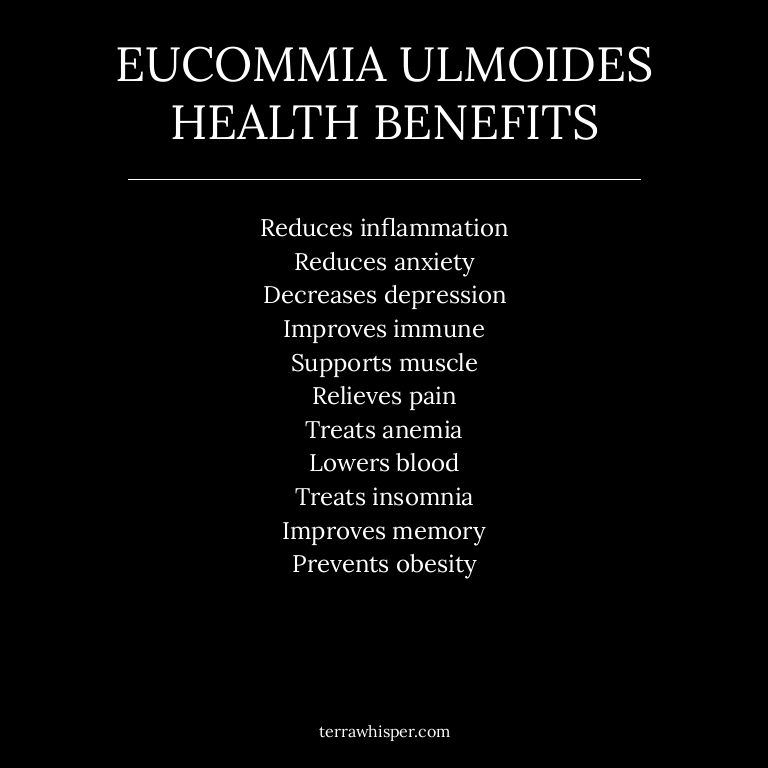 EUCOMMIA ULMOIDES
HEALTH BENEFITS
Reduces inflammation
Reduces anxiety
Decreases depression
Improves immune
Supports muscle
Relieves pain
Treats anemia
Lowers blood
Treats insomnia
Improves memory
Prevents obesity
terrawhisper.com